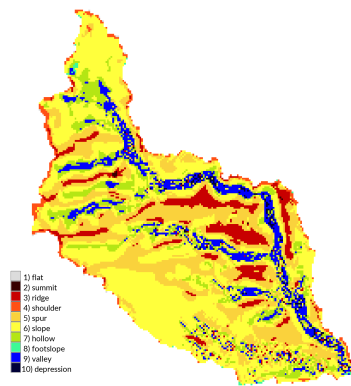 1) flat
2) summit
3) ridge
4) shoulder
5) spur
6) slope
7) hollow
8) footslope
9) valley
10) depression